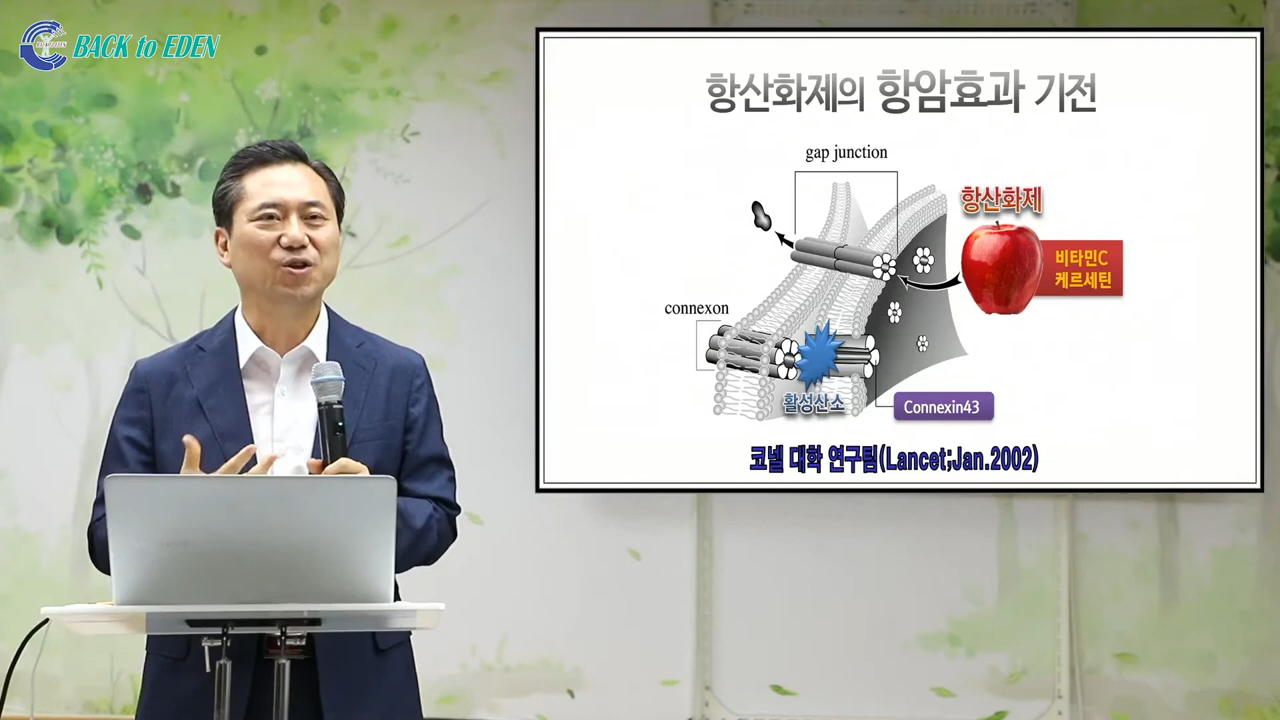 BACK to EDEN
항산화제의 항암효과 기전
gap junction
항산화제
비타민C
케르세틴
connexon
활성산소
Connexin43
코넬 대학 연구팀(Lancet;Jan.2002)